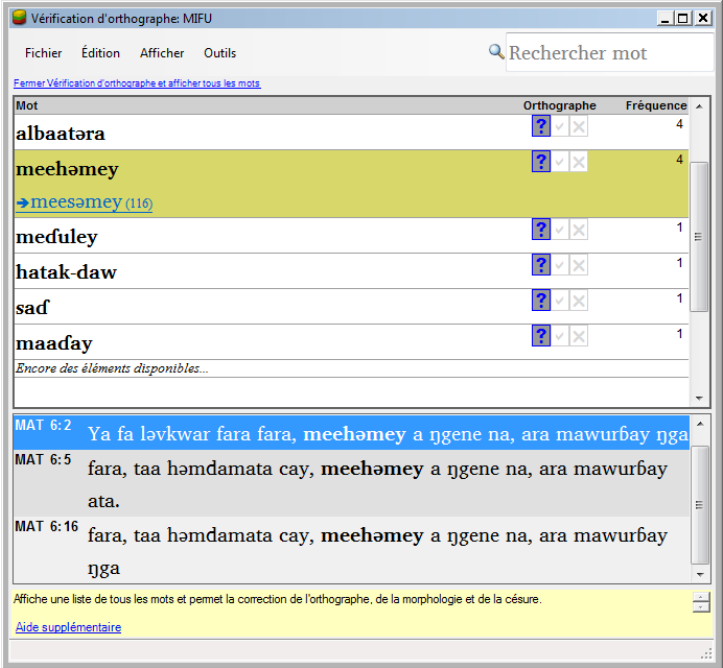 Vérification d'orthographe: MIFU
Fichier Édition Afficher Outils Rechercher mot
Fermer Vérification d'orthographe et afficher tous les mots
Mot Orthographe Fréquence
albaatəra ? 4
meehəmey ? 4
➔meesəmey (116)
meɗuley ? 1
hatak-daw ? 1
saɗ ? 1
maaɗay ? 1
Encore des éléments disponibles...
MAT 6:2 Ya fa ləvkwar fara fara, meehəmey a ŋgene na, ara mawurɓay ŋga
MAT 6:5 fara, taa həmdamata cay, meehəmey a ŋgene na, ara mawurɓay
ata.
MAT 6:16 fara, taa həmdamata cay, meehəmey a ŋgene na, ara mawurɓay
ŋga
Affiche une liste de tous les mots et permet la correction de l'orthographe, de la morphologie et de la césure.
Aide supplémentaire